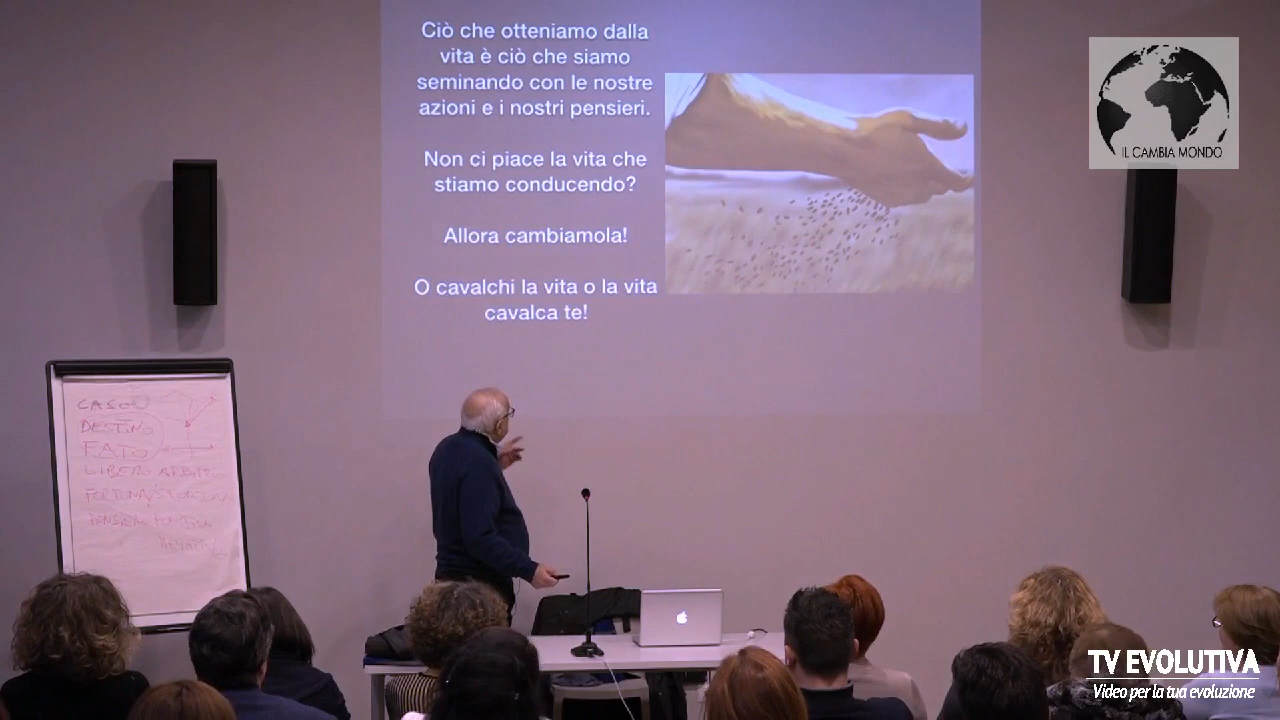 Ciò che otteniamo dalla
vita è ciò che siamo
seminando con le nostre
azioni e i nostri pensieri.
Non ci piace la vita che
stiamo conducendo?
Allora cambiamola!
O cavalchi la vita o la vita
cavalca te!
IL CAMBIA MONDO
CASO
DESTINO
FATO
LIBERO ARBITRIO
TV EVOLUTIVA
Video per la tua evoluzione